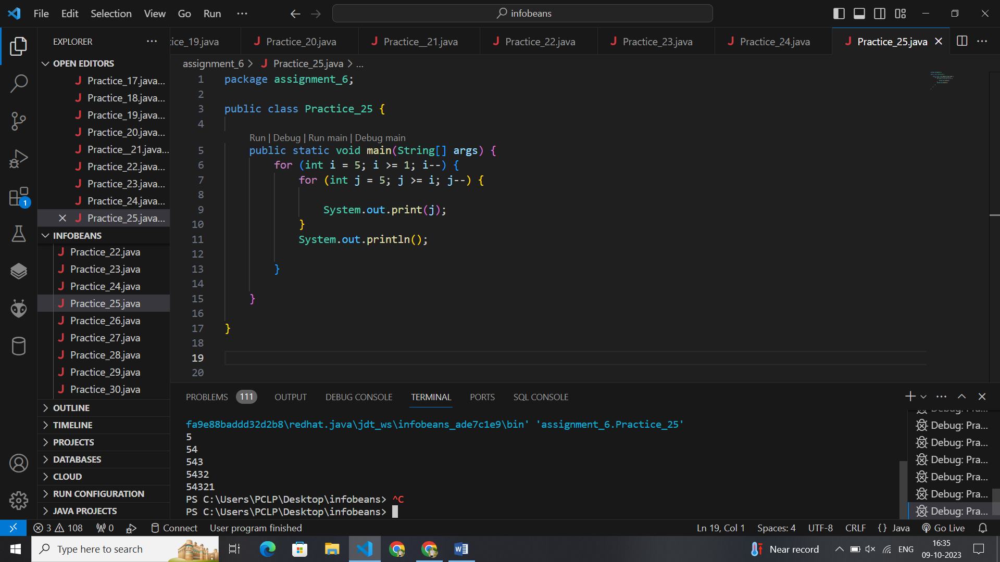 File Edit Selection View Go Run ... infobeans
EXPLORER ...
tice_19.java Practice_20.java Practice__21.java Practice_22.java Practice_23.java Practice_24.java Practice_25.java
OPEN EDITORS
Practice_17.java...
Practice_18.java...
Practice_19.java...
Practice_20.java...
Practice__21.java...
Practice_22.java...
Practice_23.java...
Practice_24.java...
Practice_25.java...
INFOBEANS
Practice_22.java
Practice_23.java
Practice_24.java
Practice_25.java
Practice_26.java
Practice_27.java
Practice_28.java
Practice_29.java
Practice_30.java
OUTLINE
TIMELINE
PROJECTS
DATABASES
CLOUD
RUN CONFIGURATION
JAVA PROJECTS
1
assignment_6 > J Practice_25.java > ...
1 package assignment_6;
2
3 public class Practice_25 {
4
Run | Debug | Run main | Debug main
5 public static void main(String[] args) {
6 for (int i = 5; i >= 1; i--) {
7 for (int j = 5; j >= i; j--) {
8
9 System.out.print(j);
10 }
11 System.out.println();
12
13 }
14
15 }
16
17 }
18
19
20
PROBLEMS 111 OUTPUT DEBUG CONSOLE TERMINAL PORTS SQL CONSOLE
fa9e88baddd32d2b8\redhat.java\jdt_ws\infobeans_ade7c1e9\bin' 'assignment_6.Practice_25'
5
54
543
5432
54321
PS C:\Users\PCLP\Desktop\infobeans> ^C
PS C:\Users\PCLP\Desktop\infobeans>
Debug: Pra...
Debug: Pra...
Debug: Pra...
Debug: Pra...
Debug: Pra...
Debug: Pra...
Debug: Pra...
3 108 0 Connect User program finished Ln 19, Col 1 Spaces: 4 UTF-8 CRLF {} Java Go Live
Type here to search Near record ENG 16:35
09-10-2023